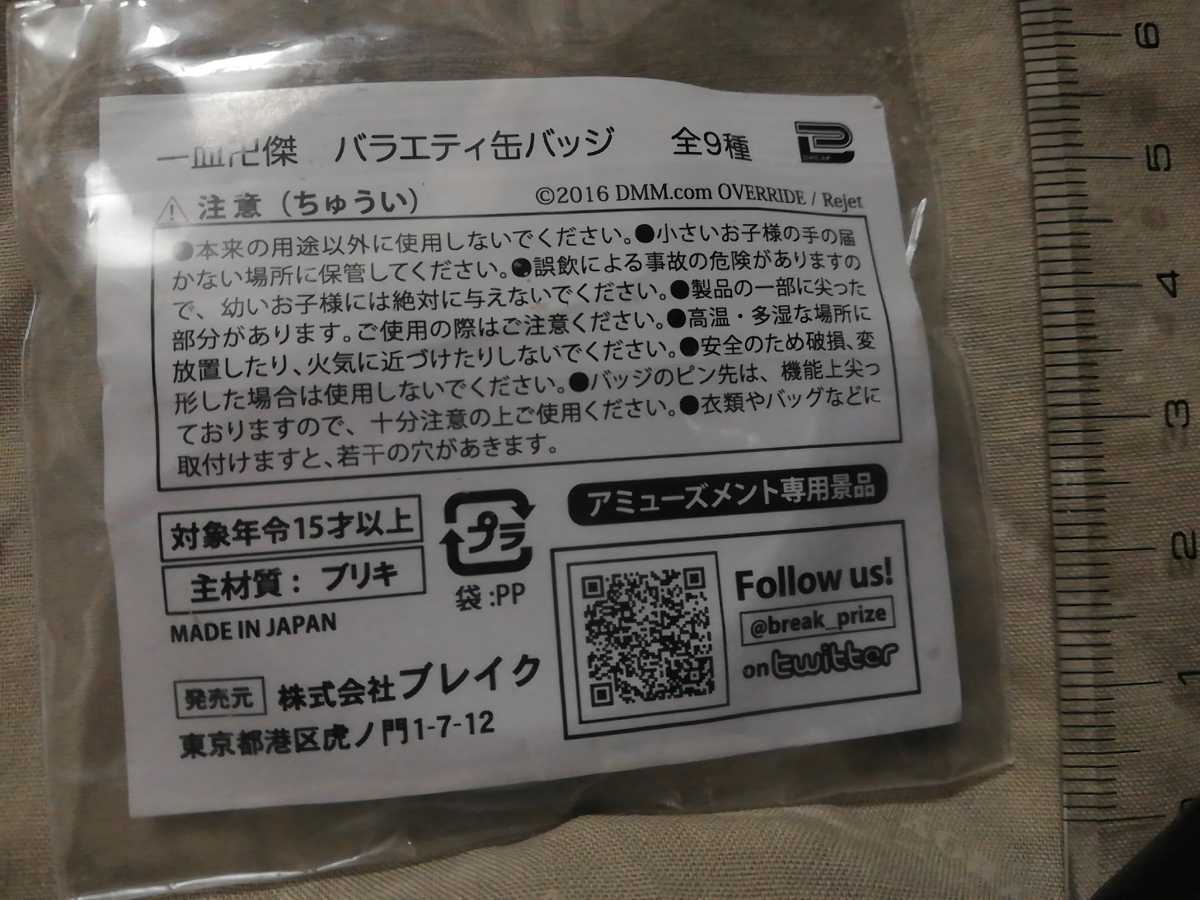 一血卍傑 バラエティ缶バッジ 全9種
⚠注意（ちゅうい）
©2016 DMM.com OVERRIDE / Rejet
●本来の用途以外に使用しないでください。●小さいお子様の手の届
かない場所に保管してください。●誤飲による事故の危険がありますの
で、幼いお子様には絶対に与えないでください。●製品の一部に尖った
部分があります。ご使用の際はご注意ください。●高温・多湿な場所に
放置したり、火気に近づけたりしないでください。●安全のため破損、変
形した場合は使用しないでください。●バッジのピン先は、機能上尖っ
ておりますので、十分注意の上ご使用ください。●衣類やバッグなどに
取付けますと、若干の穴があきます。
対象年令15才以上
主材質：ブリキ
MADE IN JAPAN
プラ
袋:PP
アミューズメント専用景品
Follow us!
@break_prize
on twitter
発売元 株式会社ブレイク
東京都港区虎ノ門1-7-12
6
5
4
3
2
1